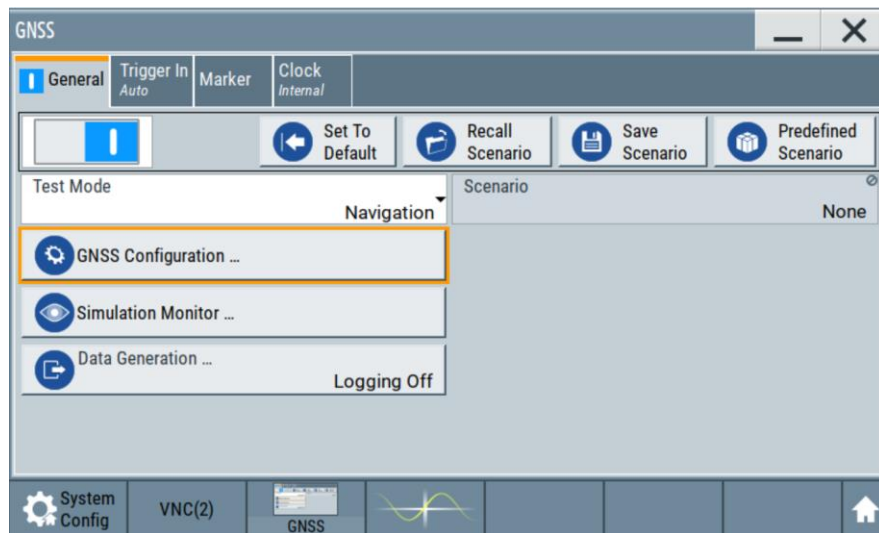 GNSS
General
Trigger In
Auto
Marker
Clock
Internal
Set To
Default
Recall
Scenario
Save
Scenario
Predefined
Scenario
Test Mode
Navigation
Scenario
None
GNSS Configuration ...
Simulation Monitor ...
Data Generation ...
Logging Off
System
Config
VNC(2)
GNSS